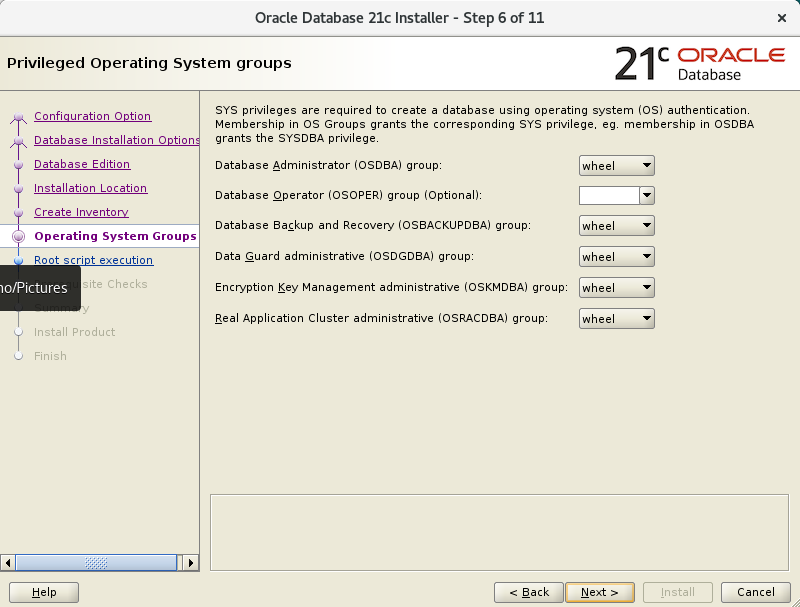 Oracle Database 21c Installer - Step 6 of 11
Privileged Operating System groups
21c ORACLE
Database
Configuration Option
Database Installation Options
Database Edition
Installation Location
Create Inventory
Operating System Groups
Root script execution
no/Pictures
Checks
Summary
Install Product
Finish
SYS privileges are required to create a database using operating system (OS) authentication.
Membership in OS Groups grants the corresponding SYS privilege, eg. membership in OSDBA
grants the SYSDBA privilege.
Database Administrator (OSDBA) group: wheel
Database Operator (OSOPER) group (Optional):
Database Backup and Recovery (OSBACKUPDBA) group: wheel
Data Guard administrative (OSDGDBA) group: wheel
Encryption Key Management administrative (OSKMDBA) group: wheel
Real Application Cluster administrative (OSRACDBA) group: wheel
Help
< Back
Next >
Install
Cancel